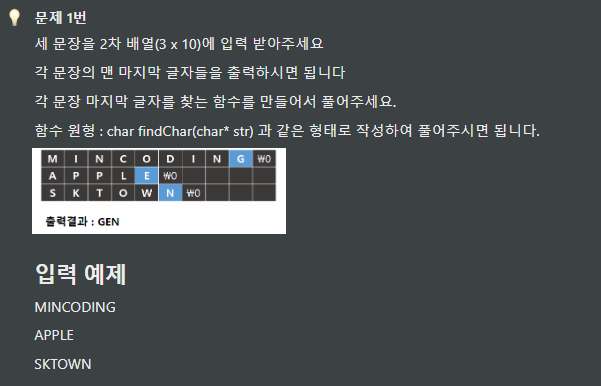 문제 1번
세 문장을 2차 배열(3 x 10)에 입력 받아주세요
각 문장의 맨 마지막 글자들을 출력하시면 됩니다
각 문장 마지막 글자를 찾는 함수를 만들어서 풀어주세요.
함수 원형 : char findChar(char* str) 과 같은 형태로 작성하여 풀어주시면 됩니다.
M I N C O D I N G ₩0
A P P L E ₩0
S K T O W N ₩0
출력결과 : GEN
입력 예제
MINCODING
APPLE
SKTOWN